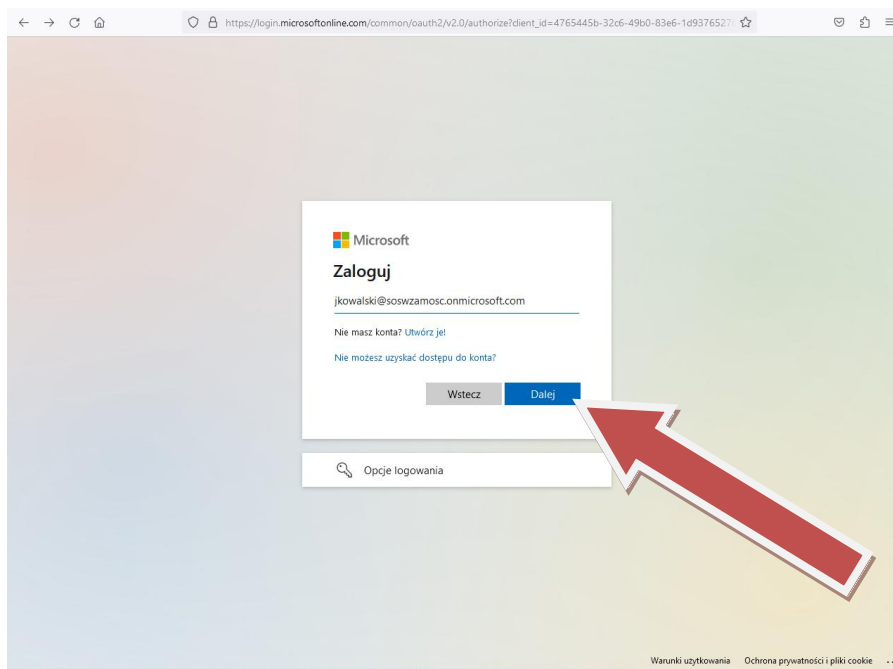 https://login.microsoftonline.com/common/oauth2/v2.0/authorize?client_id=4765445b-32c6-49b0-83e6-1d9376527
Microsoft
Zaloguj
jkowalski@soswzamosc.onmicrosoft.com
Nie masz konta? Utwórz je!
Nie możesz uzyskać dostępu do konta?
Wstecz Dalej
Opcje logowania
Warunki użytkowania Ochrona prywatności i pliki cookie ...